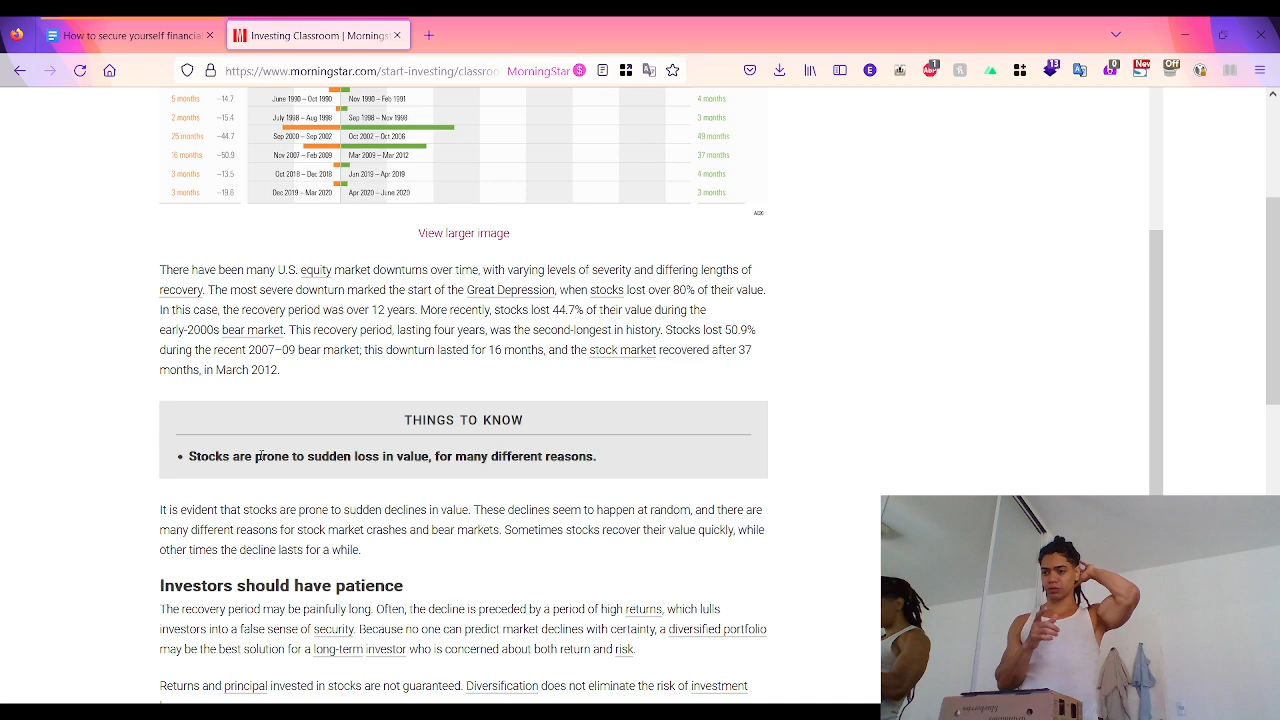 How to secure yourself financial
Investing Classroom | Mornings
https://www.morningstar.com/start-investing/classroo
MorningStar
1
13
0
New
Off
5 months −14.7 June 1990 – Oct 1990 Nov 1990 – Feb 1991 4 months
2 months −15.4 July 1998 – Aug 1998 Sep 1998 – Nov 1998 3 months
25 months −44.7 Sep 2000 – Sep 2002 Oct 2002 – Oct 2006 49 months
16 months −50.9 Nov 2007 – Feb 2009 Mar 2009 – Mar 2012 37 months
3 months −13.5 Oct 2018 – Dec 2018 Jan 2019 – Apr 2019 4 months
3 months −19.6 Dec 2019 – Mar 2020 Apr 2020 – June 2020 3 months
View larger image
There have been many U.S. equity market downturns over time, with varying levels of severity and differing lengths of
recovery. The most severe downturn marked the start of the Great Depression, when stocks lost over 80% of their value.
In this case, the recovery period was over 12 years. More recently, stocks lost 44.7% of their value during the
early-2000s bear market. This recovery period, lasting four years, was the second-longest in history. Stocks lost 50.9%
during the recent 2007–09 bear market; this downturn lasted for 16 months, and the stock market recovered after 37
months, in March 2012.
THINGS TO KNOW
• Stocks are prone to sudden loss in value, for many different reasons.
It is evident that stocks are prone to sudden declines in value. These declines seem to happen at random, and there are
many different reasons for stock market crashes and bear markets. Sometimes stocks recover their value quickly, while
other times the decline lasts for a while.
Investors should have patience
The recovery period may be painfully long. Often, the decline is preceded by a period of high returns, which lulls
investors into a false sense of security. Because no one can predict market declines with certainty, a diversified portfolio
may be the best solution for a long-term investor who is concerned about both return and risk.
Returns and principal invested in stocks are not guaranteed. Diversification does not eliminate the risk of investment